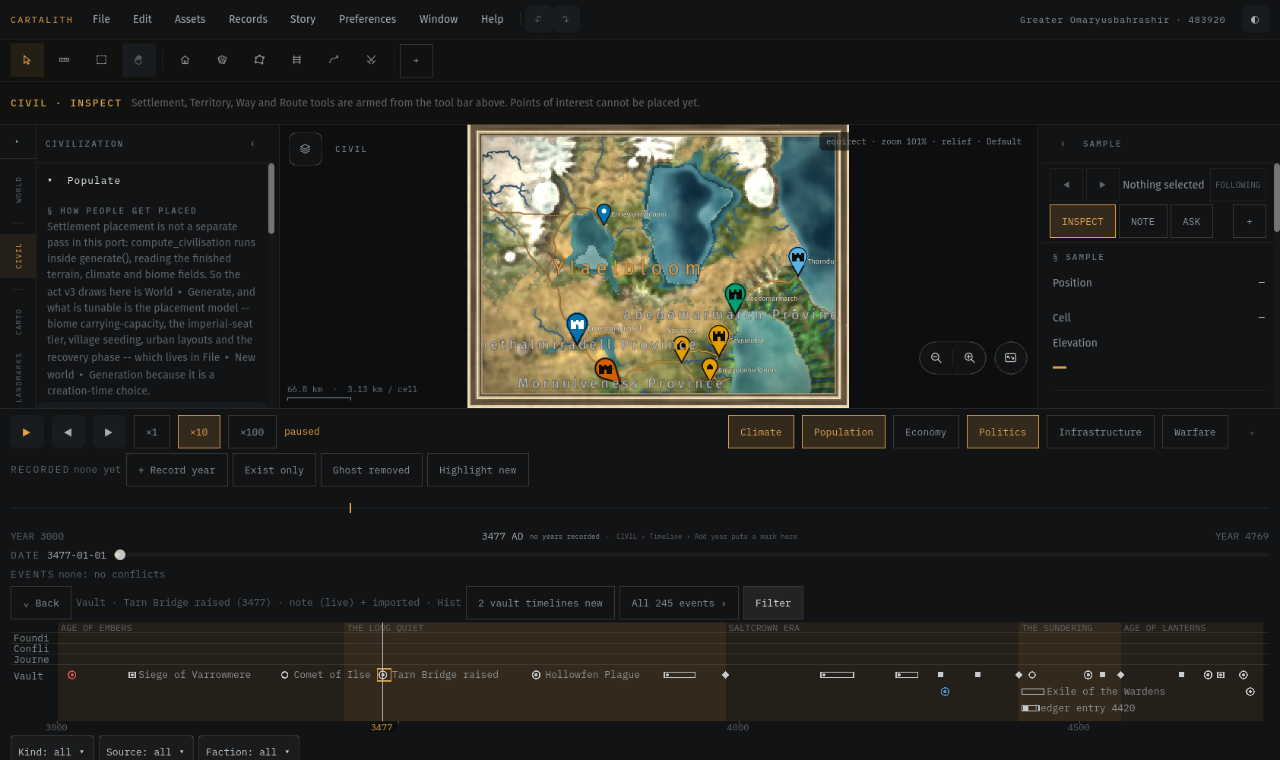 CARTALITH File Edit Assets Records Story Preferences Window Help Greater Omaryusbahrashir · 483920
+
CIVIL · INSPECT Settlement, Territory, Way and Route tools are armed from the tool bar above. Points of interest cannot be placed yet.
WORLD
CIVIL
CARTO
LANDMARKS
CIVILIZATION ‹
▾ Populate
§ HOW PEOPLE GET PLACED
Settlement placement is not a separate
pass in this port: compute_civilisation runs
inside generate(), reading the finished
terrain, climate and biome fields. So the
act v3 draws here is World ▸ Generate, and
what is tunable is the placement model --
biome carrying-capacity, the imperial-seat
tier, village seeding, urban layouts and the
recovery phase -- which lives in File ▸ New
world ▸ Generation because it is a
creation-time choice.
CIVIL
equirect · zoom 101% · relief · Default
Ylaelbloom
Thorndu
Abedomarmarch
Abedomarmarch Provinc
ethalmiradell Province
Mornulveness Province
66.8 km - 3.13 km / cell
› SAMPLE
◀ ▶ Nothing selected FOLLOWING
INSPECT NOTE ASK +
§ SAMPLE
Position —
Cell —
Elevation
×1 ×10 ×100 paused Climate Population Economy Politics Infrastructure Warfare
RECORDED none yet + Record year Exist only Ghost removed Highlight new
YEAR 3000 3477 AD no years recorded · CIVIL › Timeline › Add year puts a mark here YEAR 4769
DATE 3477-01-01
EVENTS none: no conflicts
⌄ Back Vault · Tarn Bridge raised (3477) · note (live) + imported · Hist 2 vault timelines new All 245 events › Filter
AGE OF EMBERS THE LONG QUIET SALTCROWN ERA THE SUNDERING AGE OF LANTERNS
Foundi
Confli
Journe
Vault Siege of Varrowmere Comet of Ilse Tarn Bridge raised Hollowfen Plague
Exile of the Wardens
edger entry 4420
3000 3477 4000 4500
Kind: all ▾ Source: all ▾ Faction: all ▾